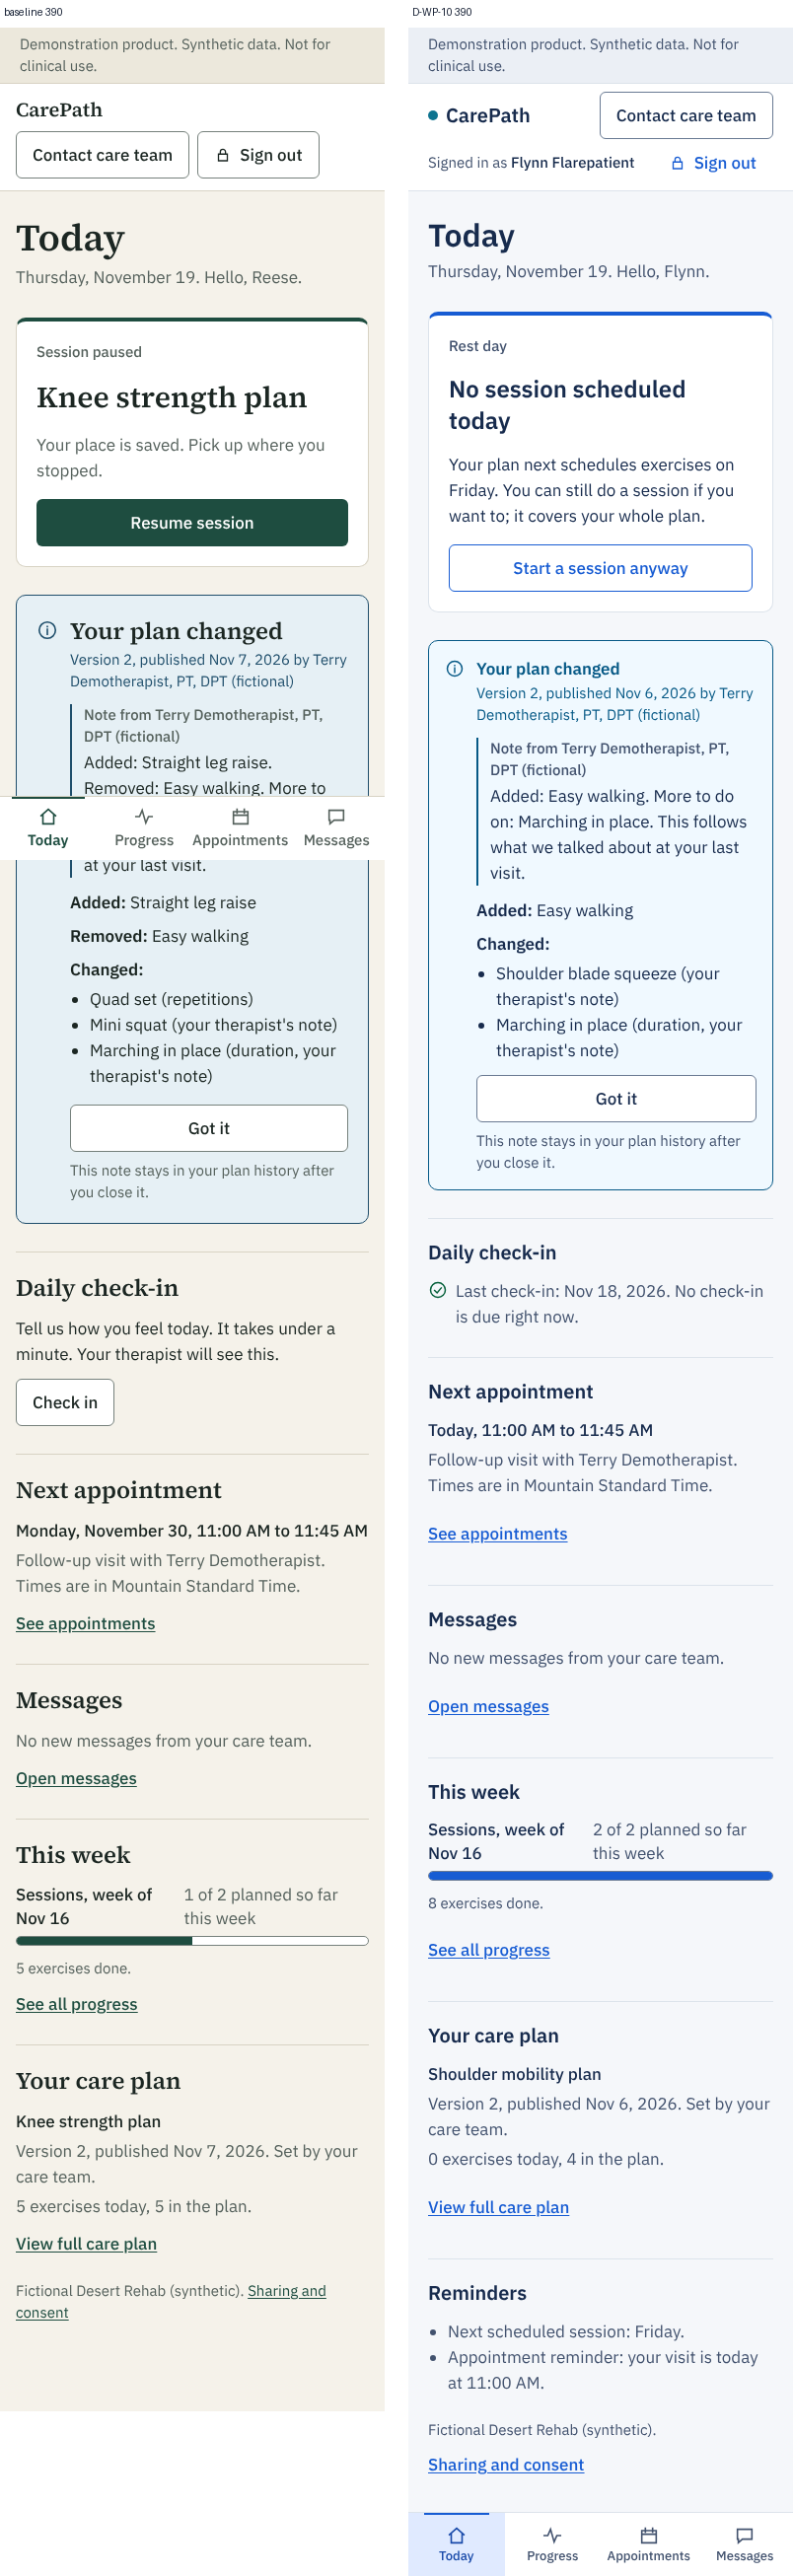 baseline 390
Demonstration product. Synthetic data. Not for
clinical use.
CarePath
Contact care team
Sign out
Today
Thursday, November 19. Hello, Reese.
Session paused
Knee strength plan
Your place is saved. Pick up where you
stopped.
Resume session
Your plan changed
Version 2, published Nov 7, 2026 by Terry
Demotherapist, PT, DPT (fictional)
Note from Terry Demotherapist, PT,
DPT (fictional)
Added: Straight leg raise.
Removed: Easy walking. More to
Today
Progress
Appointments
Messages
at your last visit.
Added: Straight leg raise
Removed: Easy walking
Changed:
Quad set (repetitions)
Mini squat (your therapist's note)
Marching in place (duration, your
therapist's note)
Got it
This note stays in your plan history after
you close it.
Daily check-in
Tell us how you feel today. It takes under a
minute. Your therapist will see this.
Check in
Next appointment
Monday, November 30, 11:00 AM to 11:45 AM
Follow-up visit with Terry Demotherapist.
Times are in Mountain Standard Time.
See appointments
Messages
No new messages from your care team.
Open messages
This week
Sessions, week of
Nov 16
1 of 2 planned so far
this week
5 exercises done.
See all progress
Your care plan
Knee strength plan
Version 2, published Nov 7, 2026. Set by your
care team.
5 exercises today, 5 in the plan.
View full care plan
Fictional Desert Rehab (synthetic). Sharing and
consent
D-WP-10 390
Demonstration product. Synthetic data. Not for
clinical use.
CarePath
Contact care team
Signed in as Flynn Flarepatient
Sign out
Today
Thursday, November 19. Hello, Flynn.
Rest day
No session scheduled
today
Your plan next schedules exercises on
Friday. You can still do a session if you
want to; it covers your whole plan.
Start a session anyway
Your plan changed
Version 2, published Nov 6, 2026 by Terry
Demotherapist, PT, DPT (fictional)
Note from Terry Demotherapist, PT,
DPT (fictional)
Added: Easy walking. More to do
on: Marching in place. This follows
what we talked about at your last
visit.
Added: Easy walking
Changed:
Shoulder blade squeeze (your
therapist's note)
Marching in place (duration, your
therapist's note)
Got it
This note stays in your plan history after
you close it.
Daily check-in
Last check-in: Nov 18, 2026. No check-in
is due right now.
Next appointment
Today, 11:00 AM to 11:45 AM
Follow-up visit with Terry Demotherapist.
Times are in Mountain Standard Time.
See appointments
Messages
No new messages from your care team.
Open messages
This week
Sessions, week of
Nov 16
2 of 2 planned so far
this week
8 exercises done.
See all progress
Your care plan
Shoulder mobility plan
Version 2, published Nov 6, 2026. Set by your
care team.
0 exercises today, 4 in the plan.
View full care plan
Reminders
Next scheduled session: Friday.
Appointment reminder: your visit is today
at 11:00 AM.
Fictional Desert Rehab (synthetic).
Sharing and consent
Today
Progress
Appointments
Messages